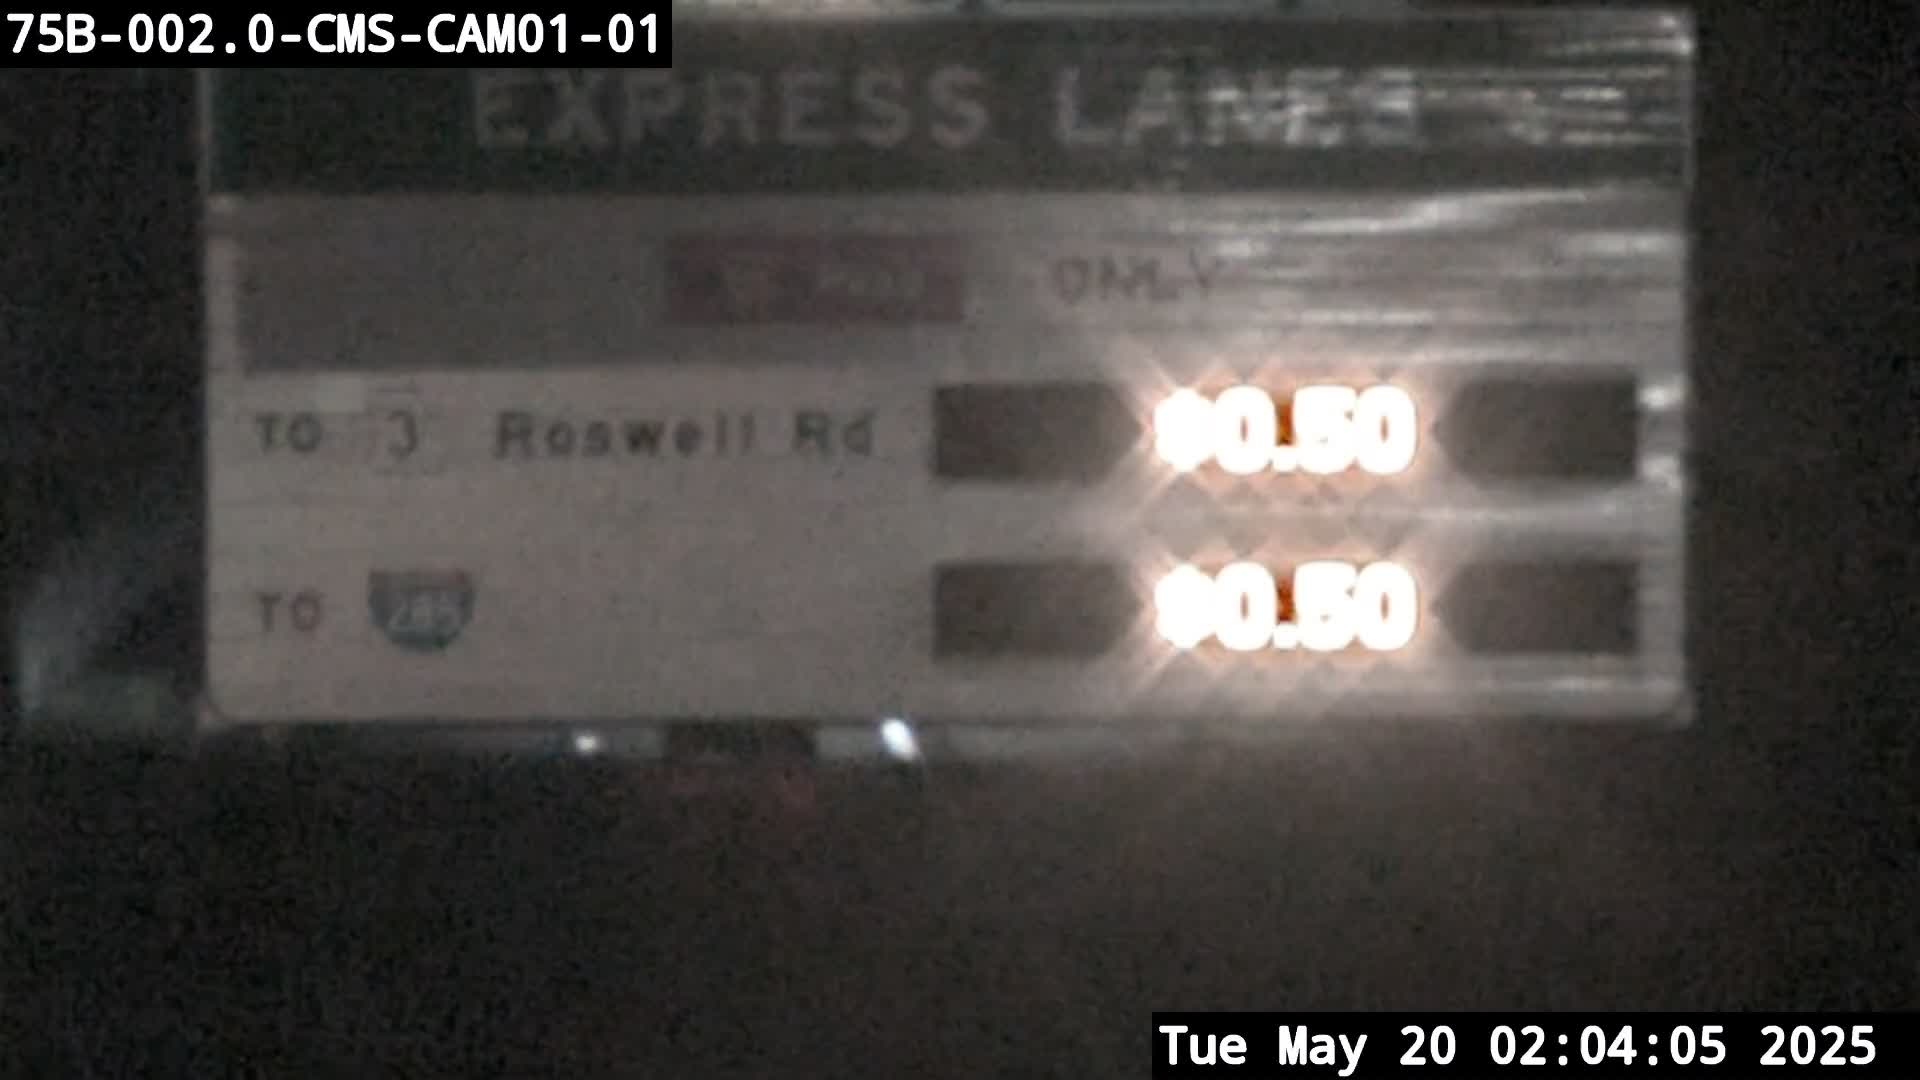 75B-002.0-CMS-CAM01-01
EXPRESS LANES
ONLY
TO 3 Roswell Rd $0.50
TO 285 $0.50
Tue May 20 02:04:05 2025